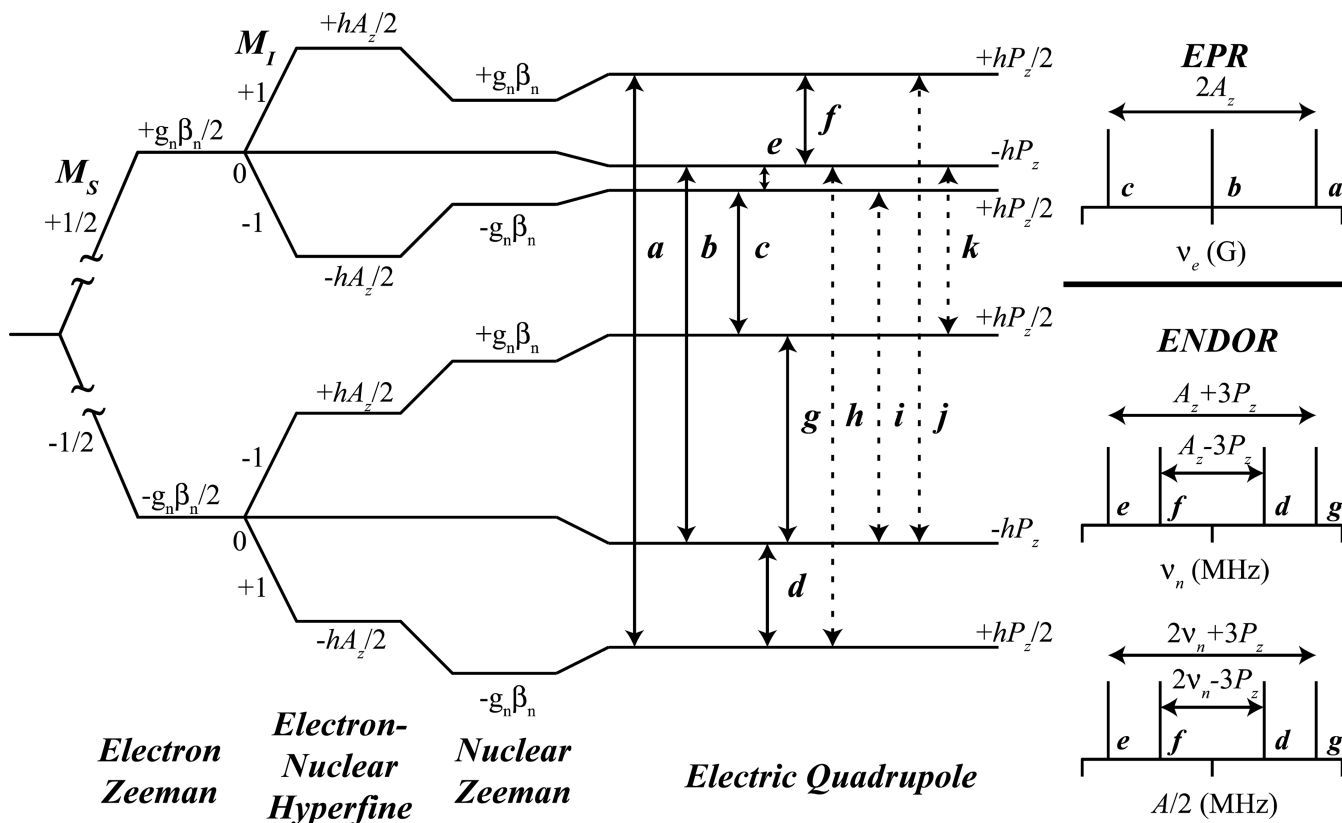 M_S
+1/2
-1/2
+g_nβ_n/2
-g_nβ_n/2
M_I
+1
0
-1
-1
0
+1
+hA_z/2
-hA_z/2
+hA_z/2
-hA_z/2
+g_nβ_n
-g_nβ_n
+g_nβ_n
-g_nβ_n
+hP_z/2
-hP_z
+hP_z/2
+hP_z/2
-hP_z
+hP_z/2
a
b
c
e
f
g
h
i
j
k
d
Electron
Zeeman
Electron-
Nuclear
Hyperfine
Nuclear
Zeeman
Electric Quadrupole
EPR
2A_z
c b a
ν_e (G)
ENDOR
A_z+3P_z
A_z-3P_z
e f d g
ν_n (MHz)
2ν_n+3P_z
2ν_n-3P_z
e f d g
A/2 (MHz)